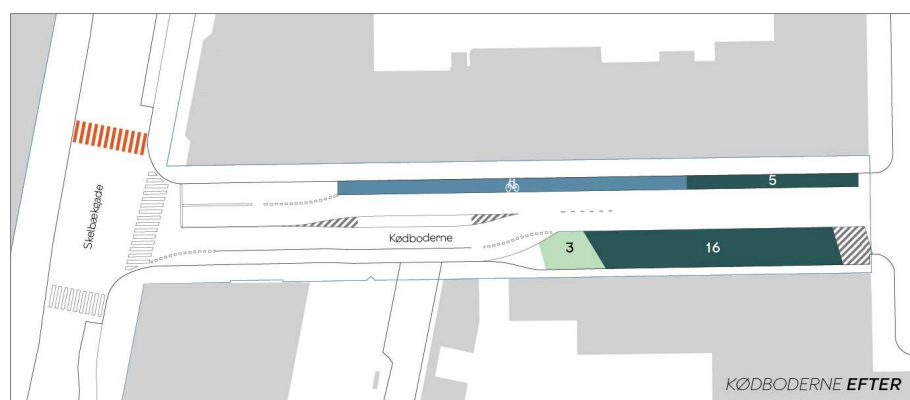 5
Skelbækgade
Kødboderne
3
16
KØDBODERNE EFTER